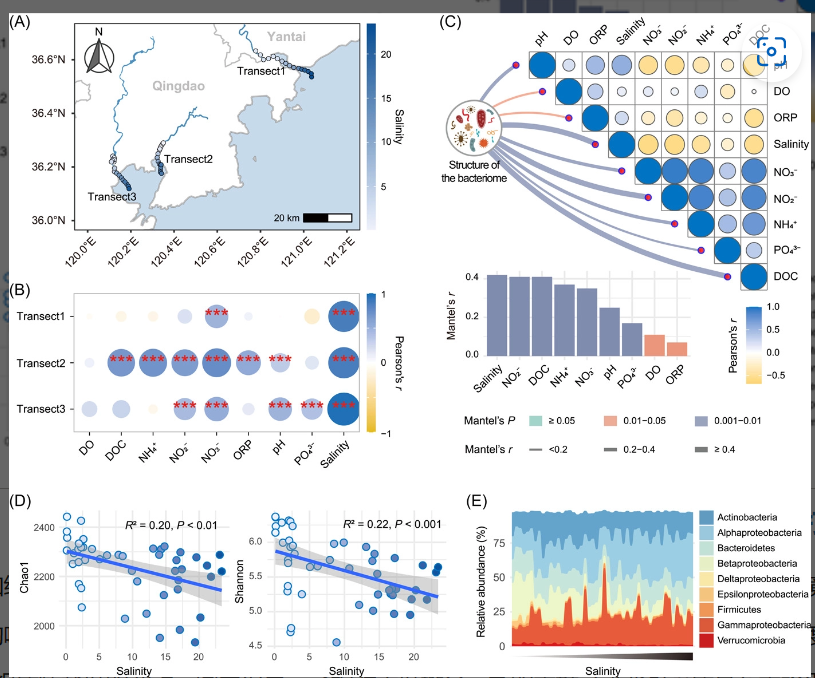 (A)
N
Yantai
Qingdao
Transect1
Transect2
Transect3
20 km
36.6°N
36.4°N
36.2°N
36.0°N
120.0°E
120.2°E
120.4°E
120.6°E
120.8°E
121.0°E
121.2°E
20
15
10
5
Salinity
(B)
Transect1
Transect2
Transect3
***
***
*** *** *** *** *** *** ***
*** *** *** *** ***
DO
DOC
NH₄⁺
NO₂⁻
NO₃⁻
ORP
pH
PO₄³⁻
Salinity
1
0
−1
Pearson's r
(C)
pH
DO
ORP
Salinity
NO₃⁻
NO₂⁻
NH₄⁺
PO₄³⁻
DOC
pH
DO
ORP
Salinity
NO₃⁻
NO₂⁻
NH₄⁺
PO₄³⁻
DOC
Structure of
the bacteriome
Mantel's r
0.4
0.2
0.0
Salinity
NO₂⁻
DOC
NH₄⁺
NO₃⁻
pH
PO₄³⁻
DO
ORP
1.0
0.5
0.0
−0.5
Pearson's r
Mantel's P ≥ 0.05 0.01−0.05 0.001−0.01
Mantel's r <0.2 0.2−0.4 ≥ 0.4
(D)
R² = 0.20, P < 0.01
Chao1
2400
2200
2000
0 5 10 15 20
Salinity
R² = 0.22, P < 0.001
Shannon
6.0
5.5
5.0
4.5
0 5 10 15 20
Salinity
(E)
Relative abundance (%)
75
50
25
0
Salinity
Actinobacteria
Alphaproteobacteria
Bacteroidetes
Betaproteobacteria
Deltaproteobacteria
Epsilonproteobacteria
Firmicutes
Gammaproteobacteria
Verrucomicrobia